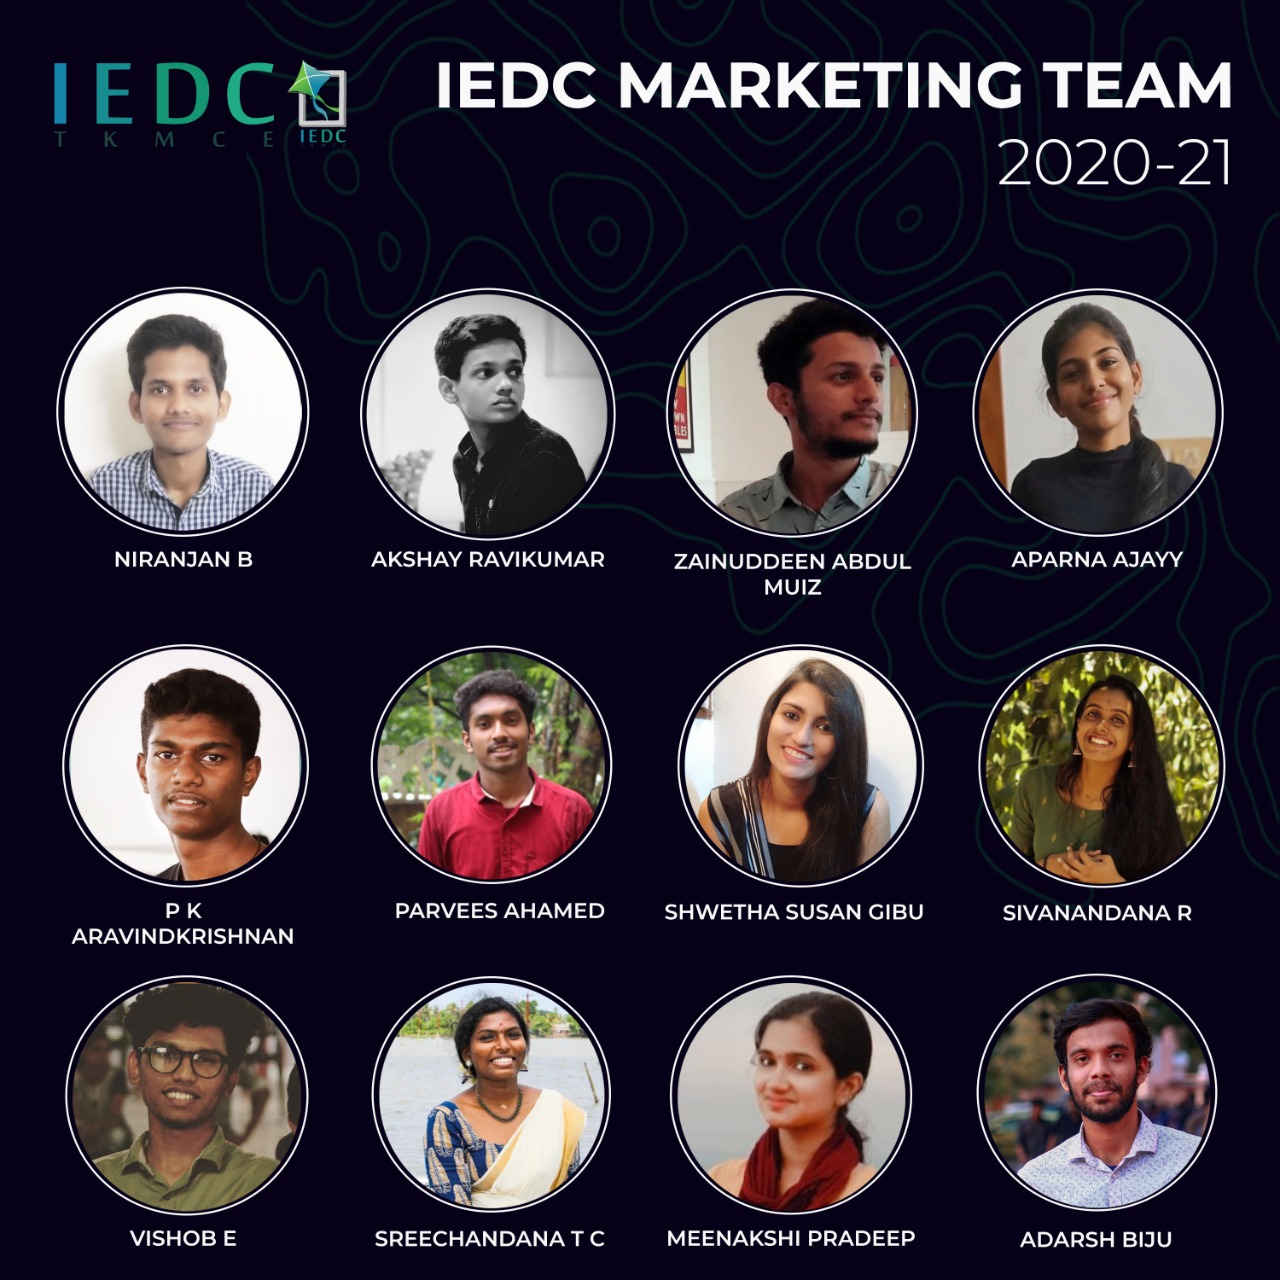 IEDC
TKMCE
IEDC
IEDC MARKETING TEAM
2020-21
NIRANJAN B
AKSHAY RAVIKUMAR
ZAINUDDEEN ABDUL
MUIZ
APARNA AJAYY
P K
ARAVINDKRISHNAN
PARVEES AHAMED
SHWETHA SUSAN GIBU
SIVANANDANA R
VISHOB E
SREECHANDANA T C
MEENAKSHI PRADEEP
ADARSH BIJU